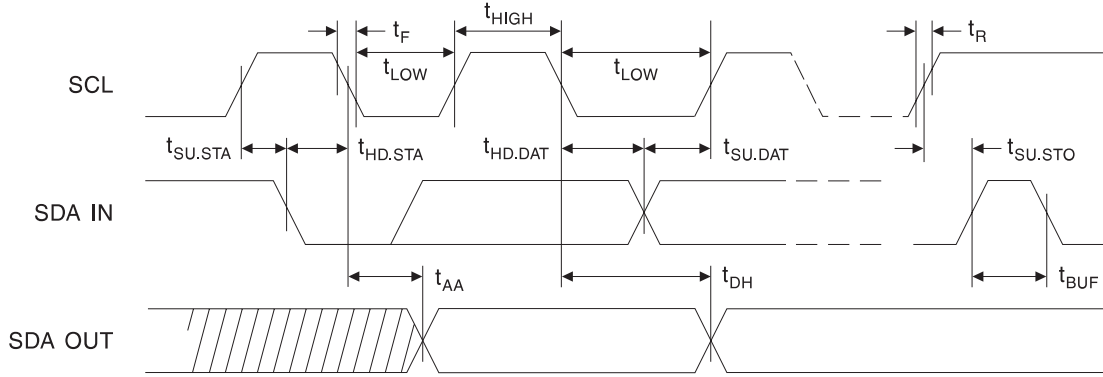 tHIGH
tF
tR
tLOW
tLOW
SCL
tSU.STA
tHD.STA
tHD.DAT
tSU.DAT
tSU.STO
SDA IN
tAA
tDH
tBUF
SDA OUT